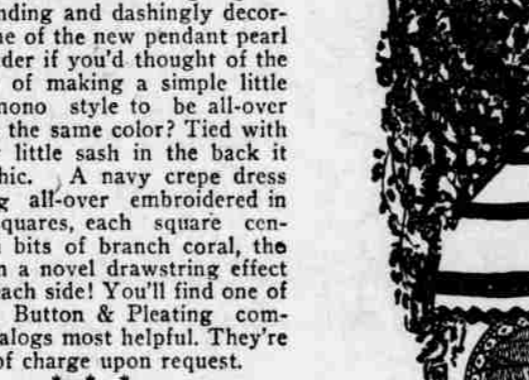 nding and dashingly decor-
ne of the new pendant pearl
der if you'd thought of the
of making a simple little
mono style to be all-over
the same color? Tied with
little sash in the back it
hic. A navy crepe dress
g all-over embroidered in
quares, each square cen-
bits of branch coral, the
n a novel drawstring effect
each side! You'll find one of
Button & Pleating com-
alogs most helpful. They're
of charge upon request.
* * *